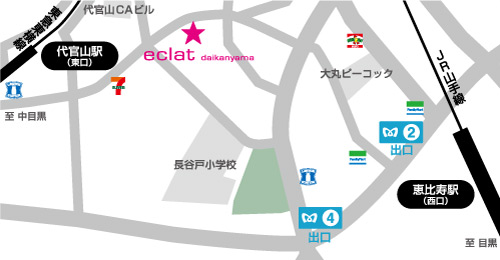 東急東横線
代官山CAビル
代官山駅
(東口)
eclat daikanyama
大丸ピーコック
JR山手線
至 中目黒
FamilyMart
2
出口
FamilyMart
長谷戸小学校
恵比寿駅
(西口)
4
出口
至 目黒